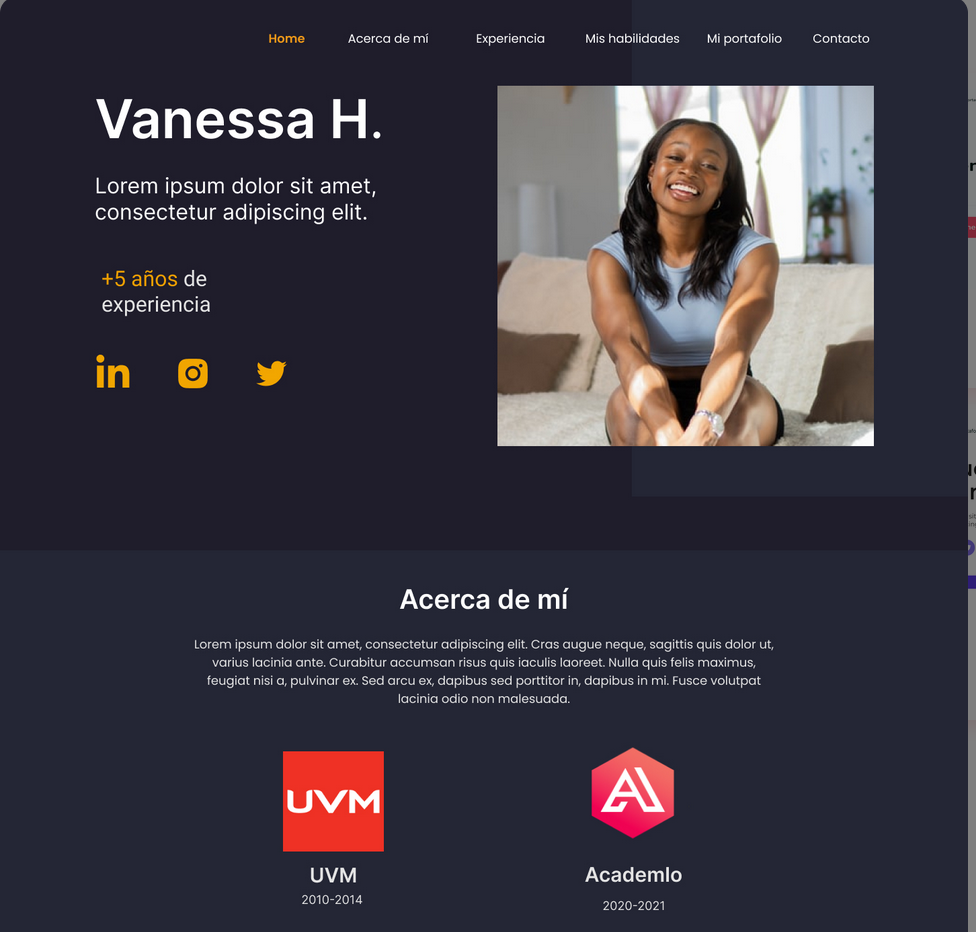 Home Acerca de mí Experiencia Mis habilidades Mi portafolio Contacto
Vanessa H.
Lorem ipsum dolor sit amet,
consectetur adipiscing elit.
+5 años de
experiencia
in
Acerca de mí
Lorem ipsum dolor sit amet, consectetur adipiscing elit. Cras augue neque, sagittis quis dolor ut,
varius lacinia ante. Curabitur accumsan risus quis iaculis laoreet. Nulla quis felis maximus,
feugiat nisi a, pulvinar ex. Sed arcu ex, dapibus sed porttitor in, dapibus in mi. Fusce volutpat
lacinia odio non malesuada.
UVM
UVM
2010-2014
Academlo
2020-2021